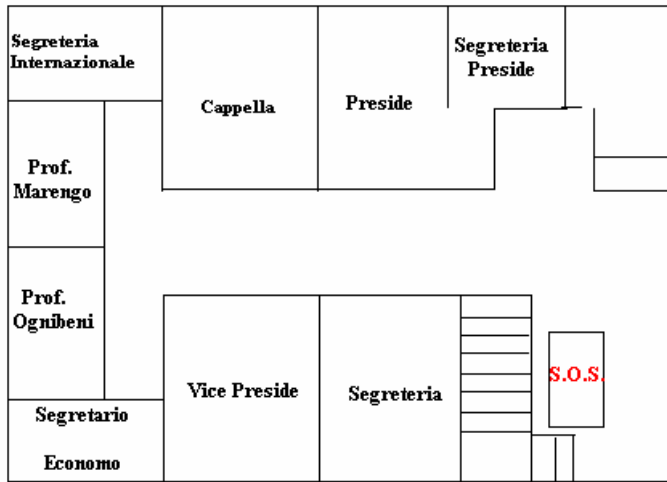 Segreteria
Internazionale
Cappella
Preside
Segreteria
Preside
Prof.
Marengo
Prof.
Ognibeni
Vice Preside
Segreteria
S.O.S.
Segretario
Economo